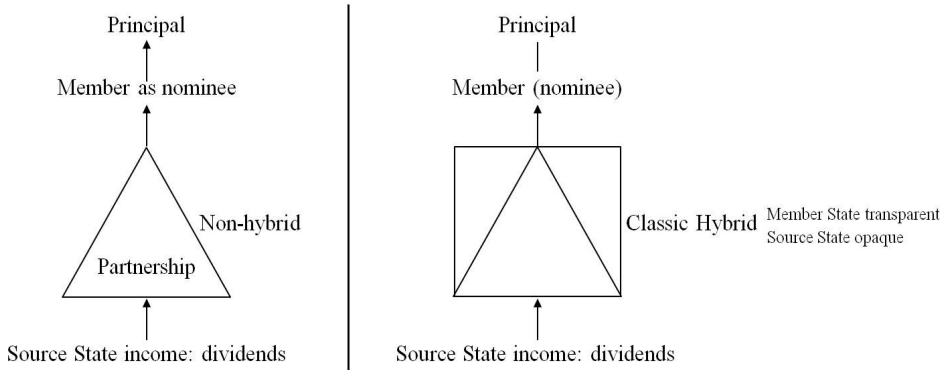 Principal
Member as nominee
Non-hybrid
Partnership
Source State income: dividends
Principal
Member (nominee)
Classic Hybrid
Member State transparent
Source State opaque
Source State income: dividends